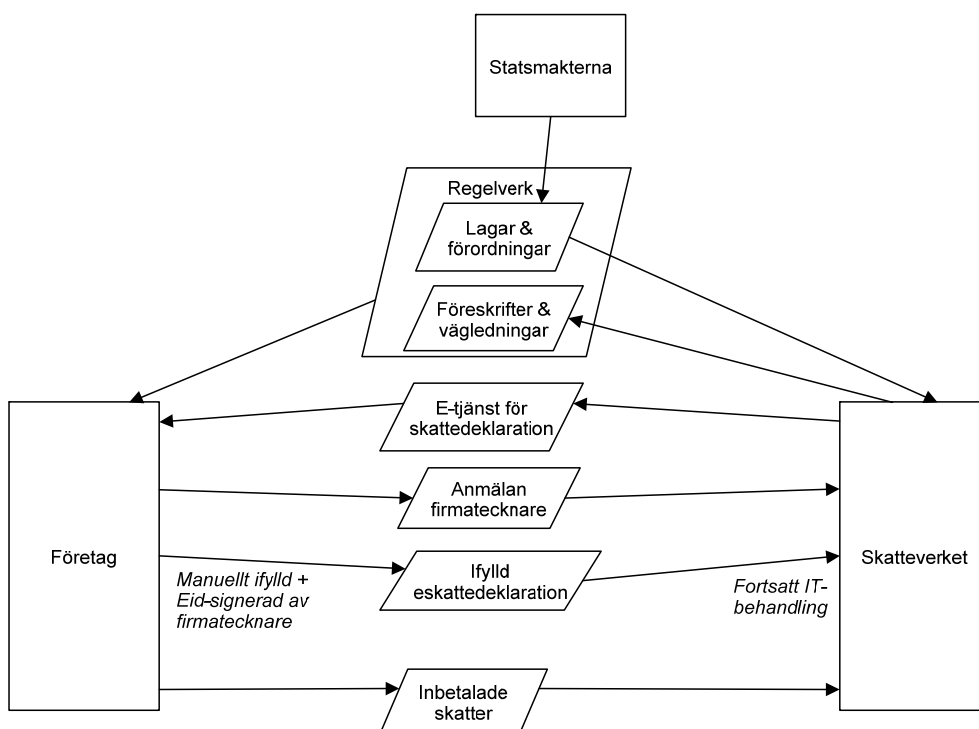 Statsmakterna
Regelverk
Lagar &
förordningar
Föreskrifter &
vägledningar
E-tjänst för
skattedeklaration
Anmälan
firmatecknare
Företag
Skatteverket
Ifylld
eskattedeklaration
Manuellt ifylld +
Eid-signerad av
firmatecknare
Fortsatt IT-
behandling
Inbetalade
skatter